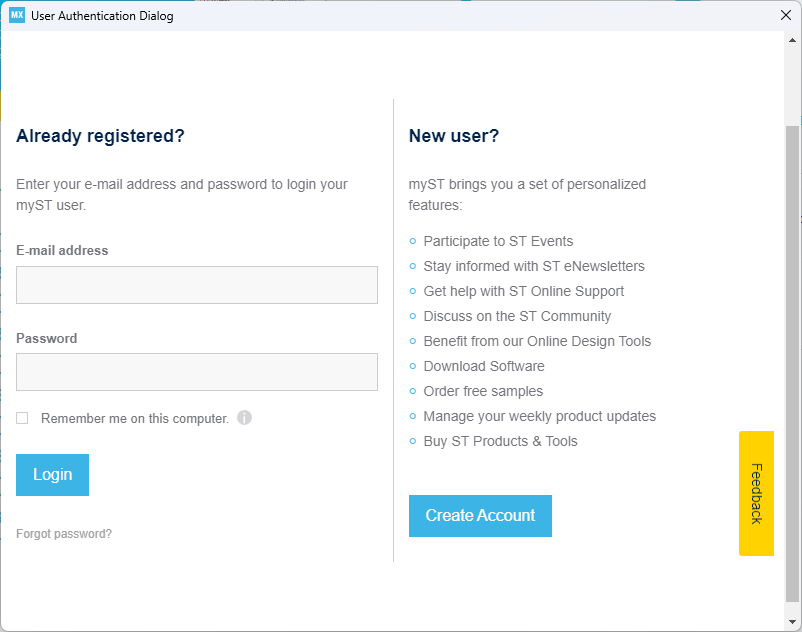 MX User Authentication Dialog
Already registered?
Enter your e-mail address and password to login your
myST user.
E-mail address
Password
Remember me on this computer.
Login
Forgot password?
New user?
myST brings you a set of personalized
features:
Participate to ST Events
Stay informed with ST eNewsletters
Get help with ST Online Support
Discuss on the ST Community
Benefit from our Online Design Tools
Download Software
Order free samples
Manage your weekly product updates
Buy ST Products & Tools
Create Account
Feedback